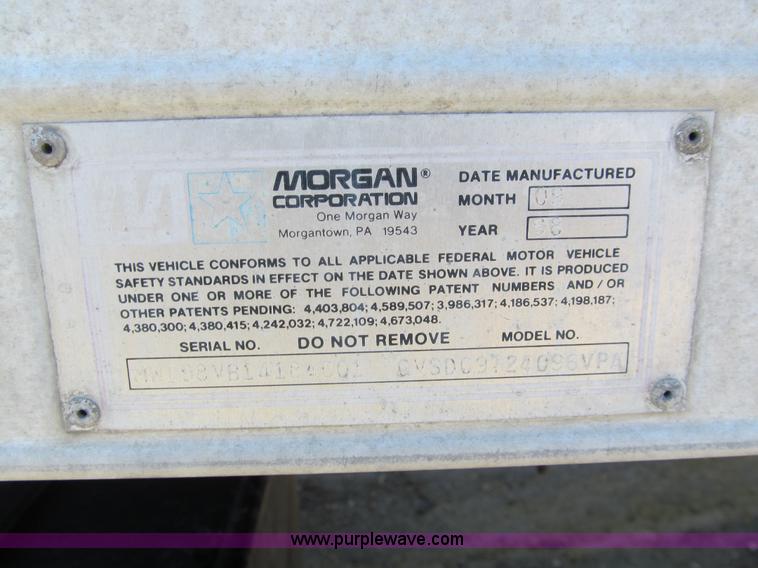 MORGAN®
CORPORATION
One Morgan Way
Morgantown, PA 19543
DATE MANUFACTURED
MONTH
YEAR
THIS VEHICLE CONFORMS TO ALL APPLICABLE FEDERAL MOTOR VEHICLE
SAFETY STANDARDS IN EFFECT ON THE DATE SHOWN ABOVE. IT IS PRODUCED
UNDER ONE OR MORE OF THE FOLLOWING PATENT NUMBERS AND/OR
OTHER PATENTS PENDING: 4,403,804; 4,589,507; 3,986,317; 4,186,537; 4,198,187;
4,380,300; 4,380,415; 4,242,032; 4,722,109; 4,673,048.
SERIAL NO. DO NOT REMOVE MODEL NO.
www.purplewave.com